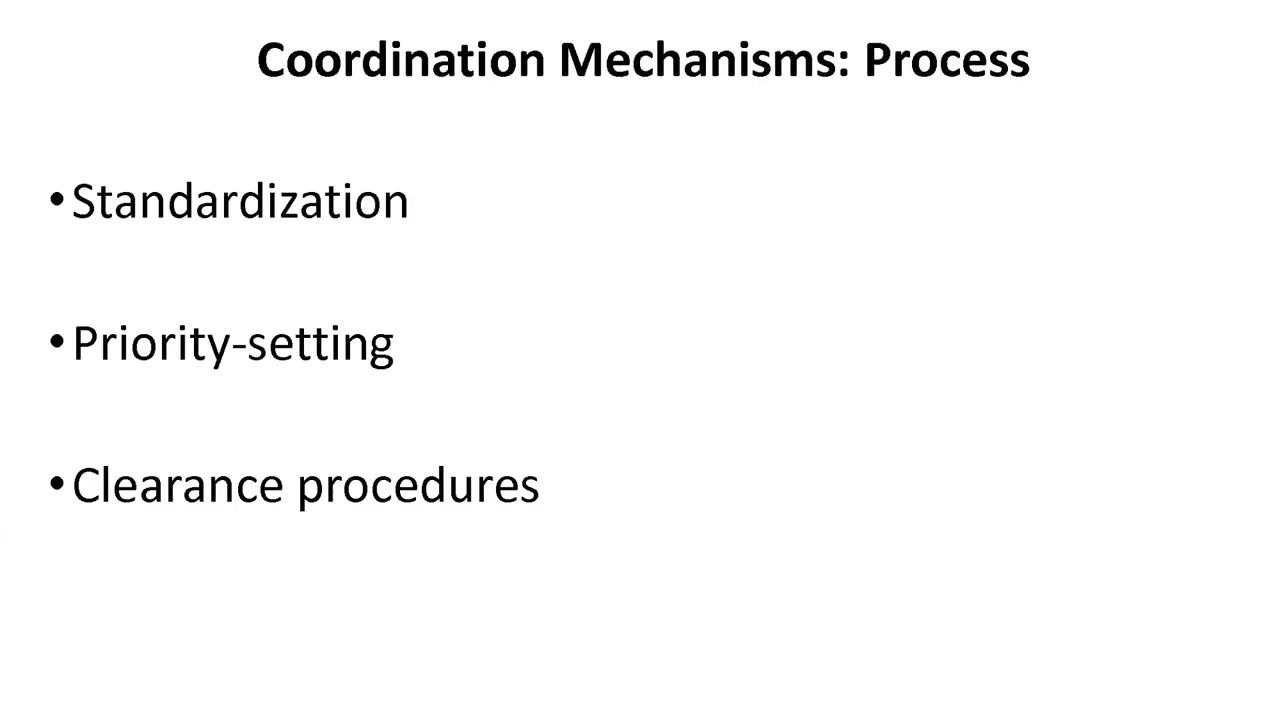 Coordination Mechanisms: Process
•Standardization
•Priority-setting
•Clearance procedures